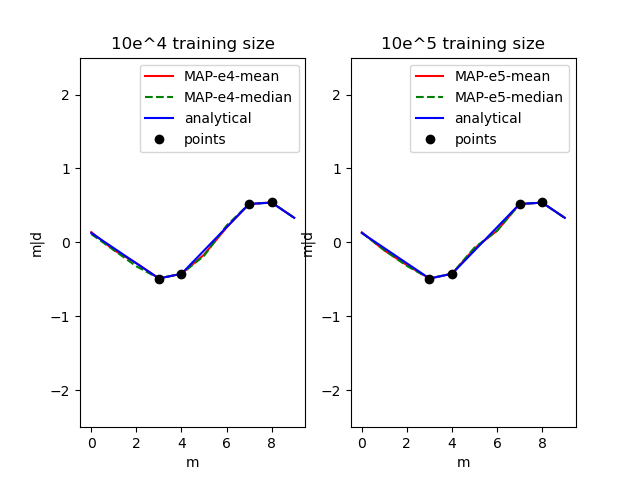 10e^4 training size
MAP-e4-mean
MAP-e4-median
analytical
points
2
1
0
−1
−2
m|d
0 2 4 6 8
m
10e^5 training size
MAP-e5-mean
MAP-e5-median
analytical
points
2
1
0
−1
−2
m|d
0 2 4 6 8
m